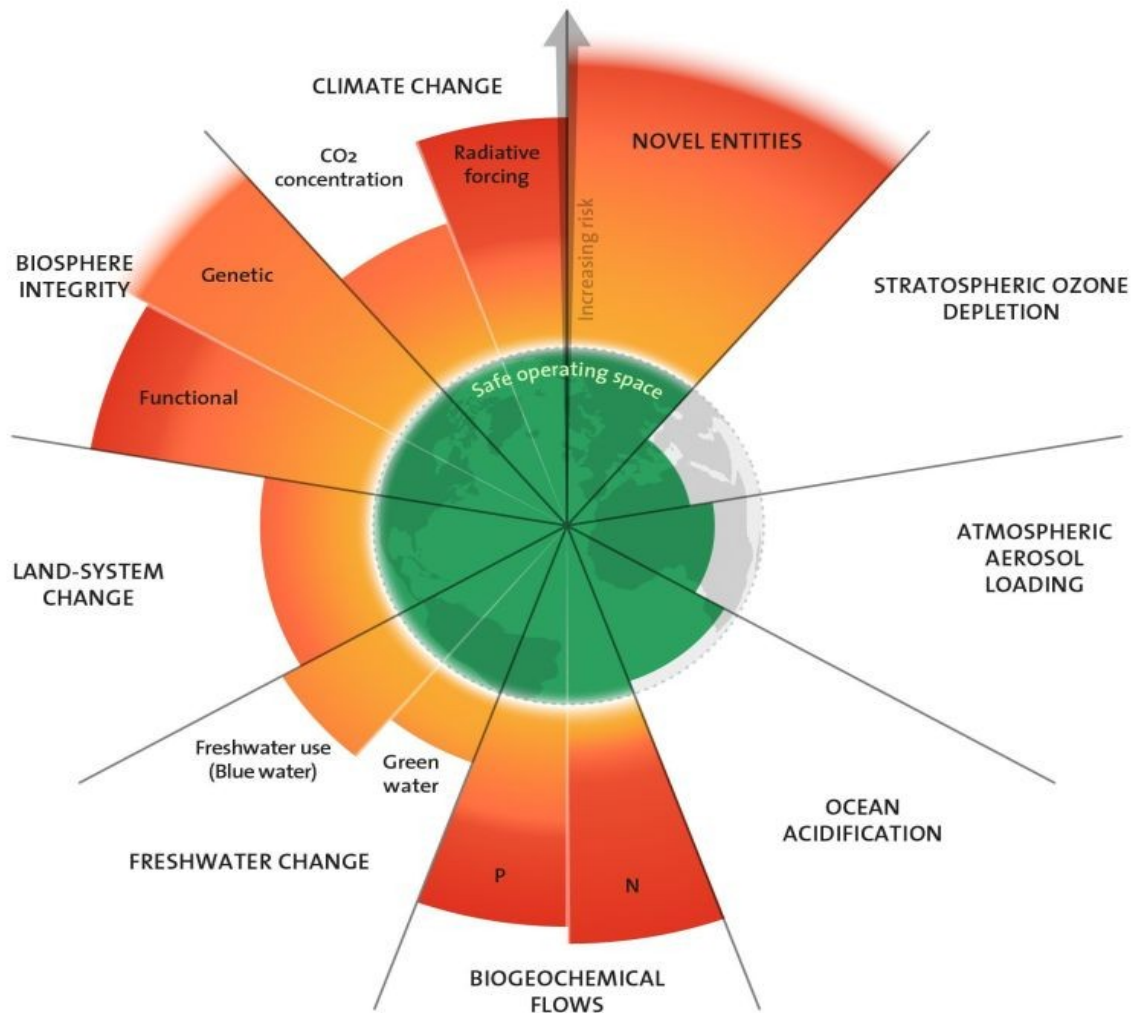 CLIMATE CHANGE
CO2
concentration
Radiative
forcing
NOVEL ENTITIES
Increasing risk
STRATOSPHERIC OZONE
DEPLETION
BIOSPHERE
INTEGRITY
Genetic
Functional
Safe operating space
ATMOSPHERIC
AEROSOL
LOADING
LAND-SYSTEM
CHANGE
Freshwater use
(Blue water)
Green
water
FRESHWATER CHANGE
OCEAN
ACIDIFICATION
P
N
BIOGEOCHEMICAL
FLOWS